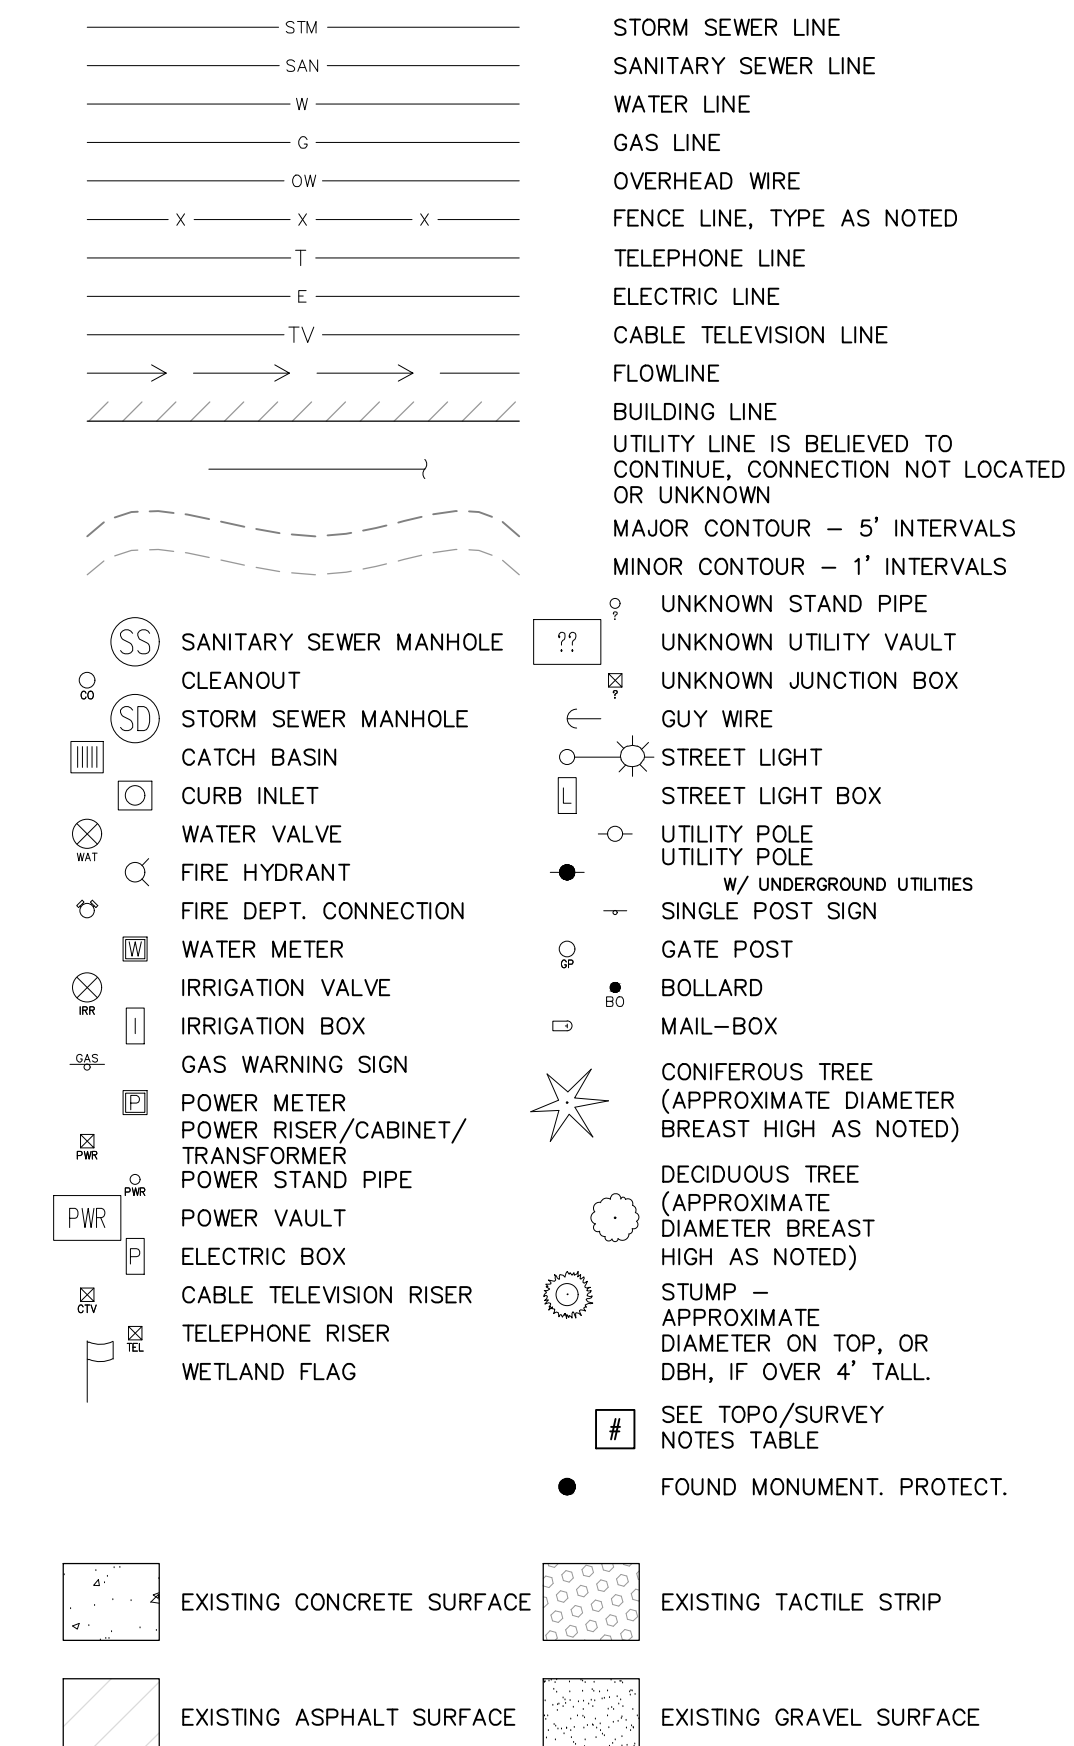 STM STORM SEWER LINE
SAN SANITARY SEWER LINE
W WATER LINE
G GAS LINE
OW OVERHEAD WIRE
X X X FENCE LINE, TYPE AS NOTED
T TELEPHONE LINE
E ELECTRIC LINE
TV CABLE TELEVISION LINE
FLOWLINE
BUILDING LINE
UTILITY LINE IS BELIEVED TO
CONTINUE, CONNECTION NOT LOCATED
OR UNKNOWN
MAJOR CONTOUR – 5' INTERVALS
MINOR CONTOUR – 1' INTERVALS
SS SANITARY SEWER MANHOLE
CO CLEANOUT
SD STORM SEWER MANHOLE
CATCH BASIN
CURB INLET
WAT WATER VALVE
FIRE HYDRANT
FIRE DEPT. CONNECTION
W WATER METER
IRR IRRIGATION VALVE
I IRRIGATION BOX
GAS GAS WARNING SIGN
P POWER METER
PWR POWER RISER/CABINET/
TRANSFORMER
PWR POWER STAND PIPE
PWR POWER VAULT
P ELECTRIC BOX
CTV CABLE TELEVISION RISER
TEL TELEPHONE RISER
WETLAND FLAG
? UNKNOWN STAND PIPE
?? UNKNOWN UTILITY VAULT
? UNKNOWN JUNCTION BOX
GUY WIRE
STREET LIGHT
L STREET LIGHT BOX
UTILITY POLE
UTILITY POLE
W/ UNDERGROUND UTILITIES
SINGLE POST SIGN
GP GATE POST
BO BOLLARD
MAIL–BOX
CONIFEROUS TREE
(APPROXIMATE DIAMETER
BREAST HIGH AS NOTED)
DECIDUOUS TREE
(APPROXIMATE
DIAMETER BREAST
HIGH AS NOTED)
STUMP –
APPROXIMATE
DIAMETER ON TOP, OR
DBH, IF OVER 4' TALL.
# SEE TOPO/SURVEY
NOTES TABLE
FOUND MONUMENT. PROTECT.
EXISTING CONCRETE SURFACE
EXISTING TACTILE STRIP
EXISTING ASPHALT SURFACE
EXISTING GRAVEL SURFACE